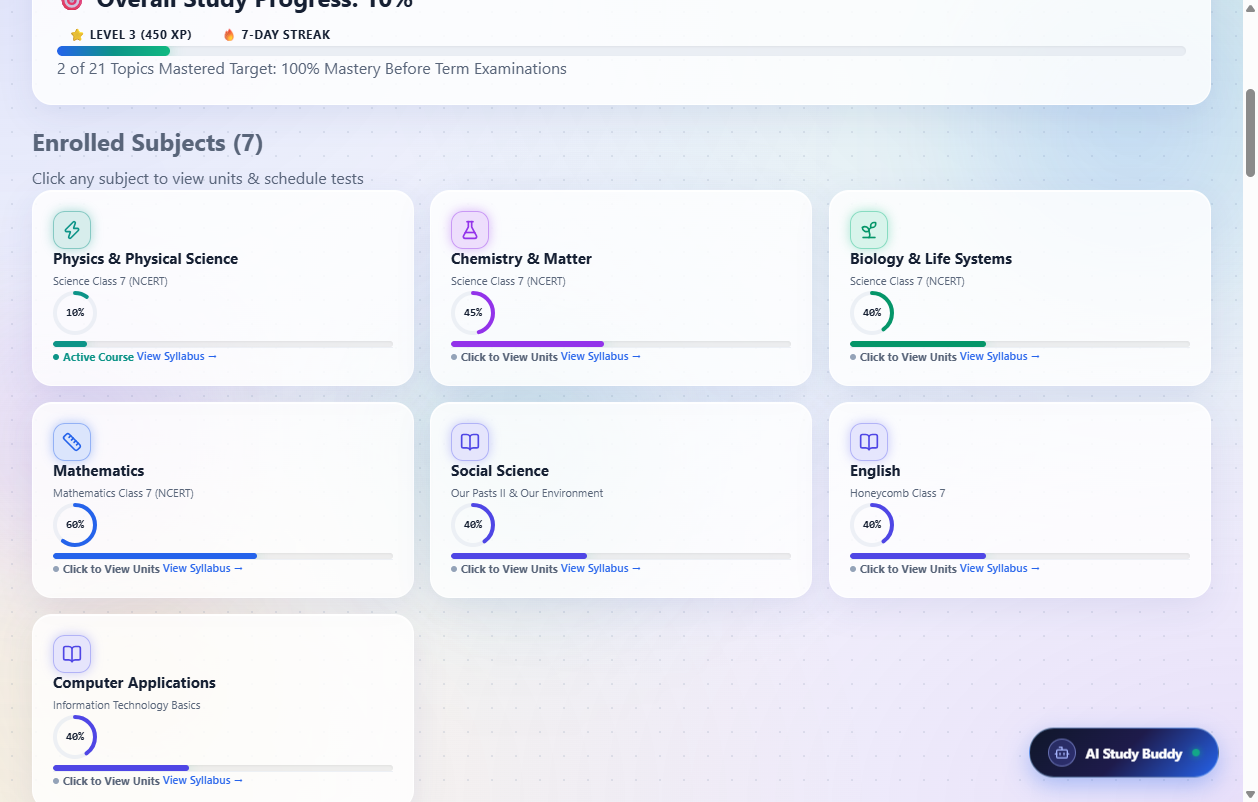 Overall Study Progress: 10%
LEVEL 3 (450 XP) 7-DAY STREAK
2 of 21 Topics Mastered Target: 100% Mastery Before Term Examinations
Enrolled Subjects (7)
Click any subject to view units & schedule tests
Physics & Physical Science
Science Class 7 (NCERT)
10%
Active Course View Syllabus →
Chemistry & Matter
Science Class 7 (NCERT)
45%
Click to View Units View Syllabus →
Biology & Life Systems
Science Class 7 (NCERT)
40%
Click to View Units View Syllabus →
Mathematics
Mathematics Class 7 (NCERT)
60%
Click to View Units View Syllabus →
Social Science
Our Pasts II & Our Environment
40%
Click to View Units View Syllabus →
English
Honeycomb Class 7
40%
Click to View Units View Syllabus →
Computer Applications
Information Technology Basics
40%
Click to View Units View Syllabus →
AI Study Buddy